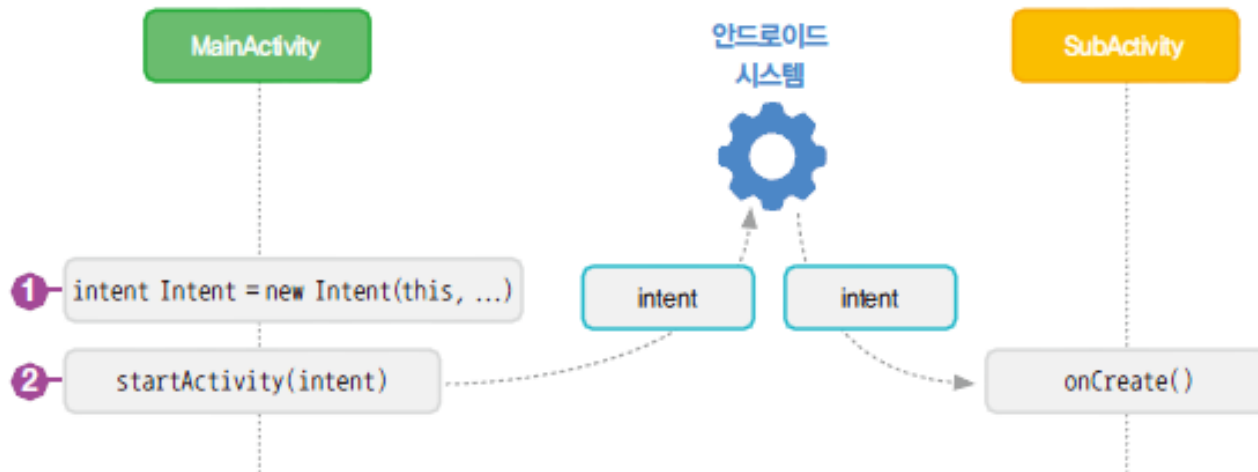 MainActivity
안드로이드
시스템
SubActivity
1 intent Intent = new Intent(this, ...)
intent
intent
2 startActivity(intent)
onCreate()